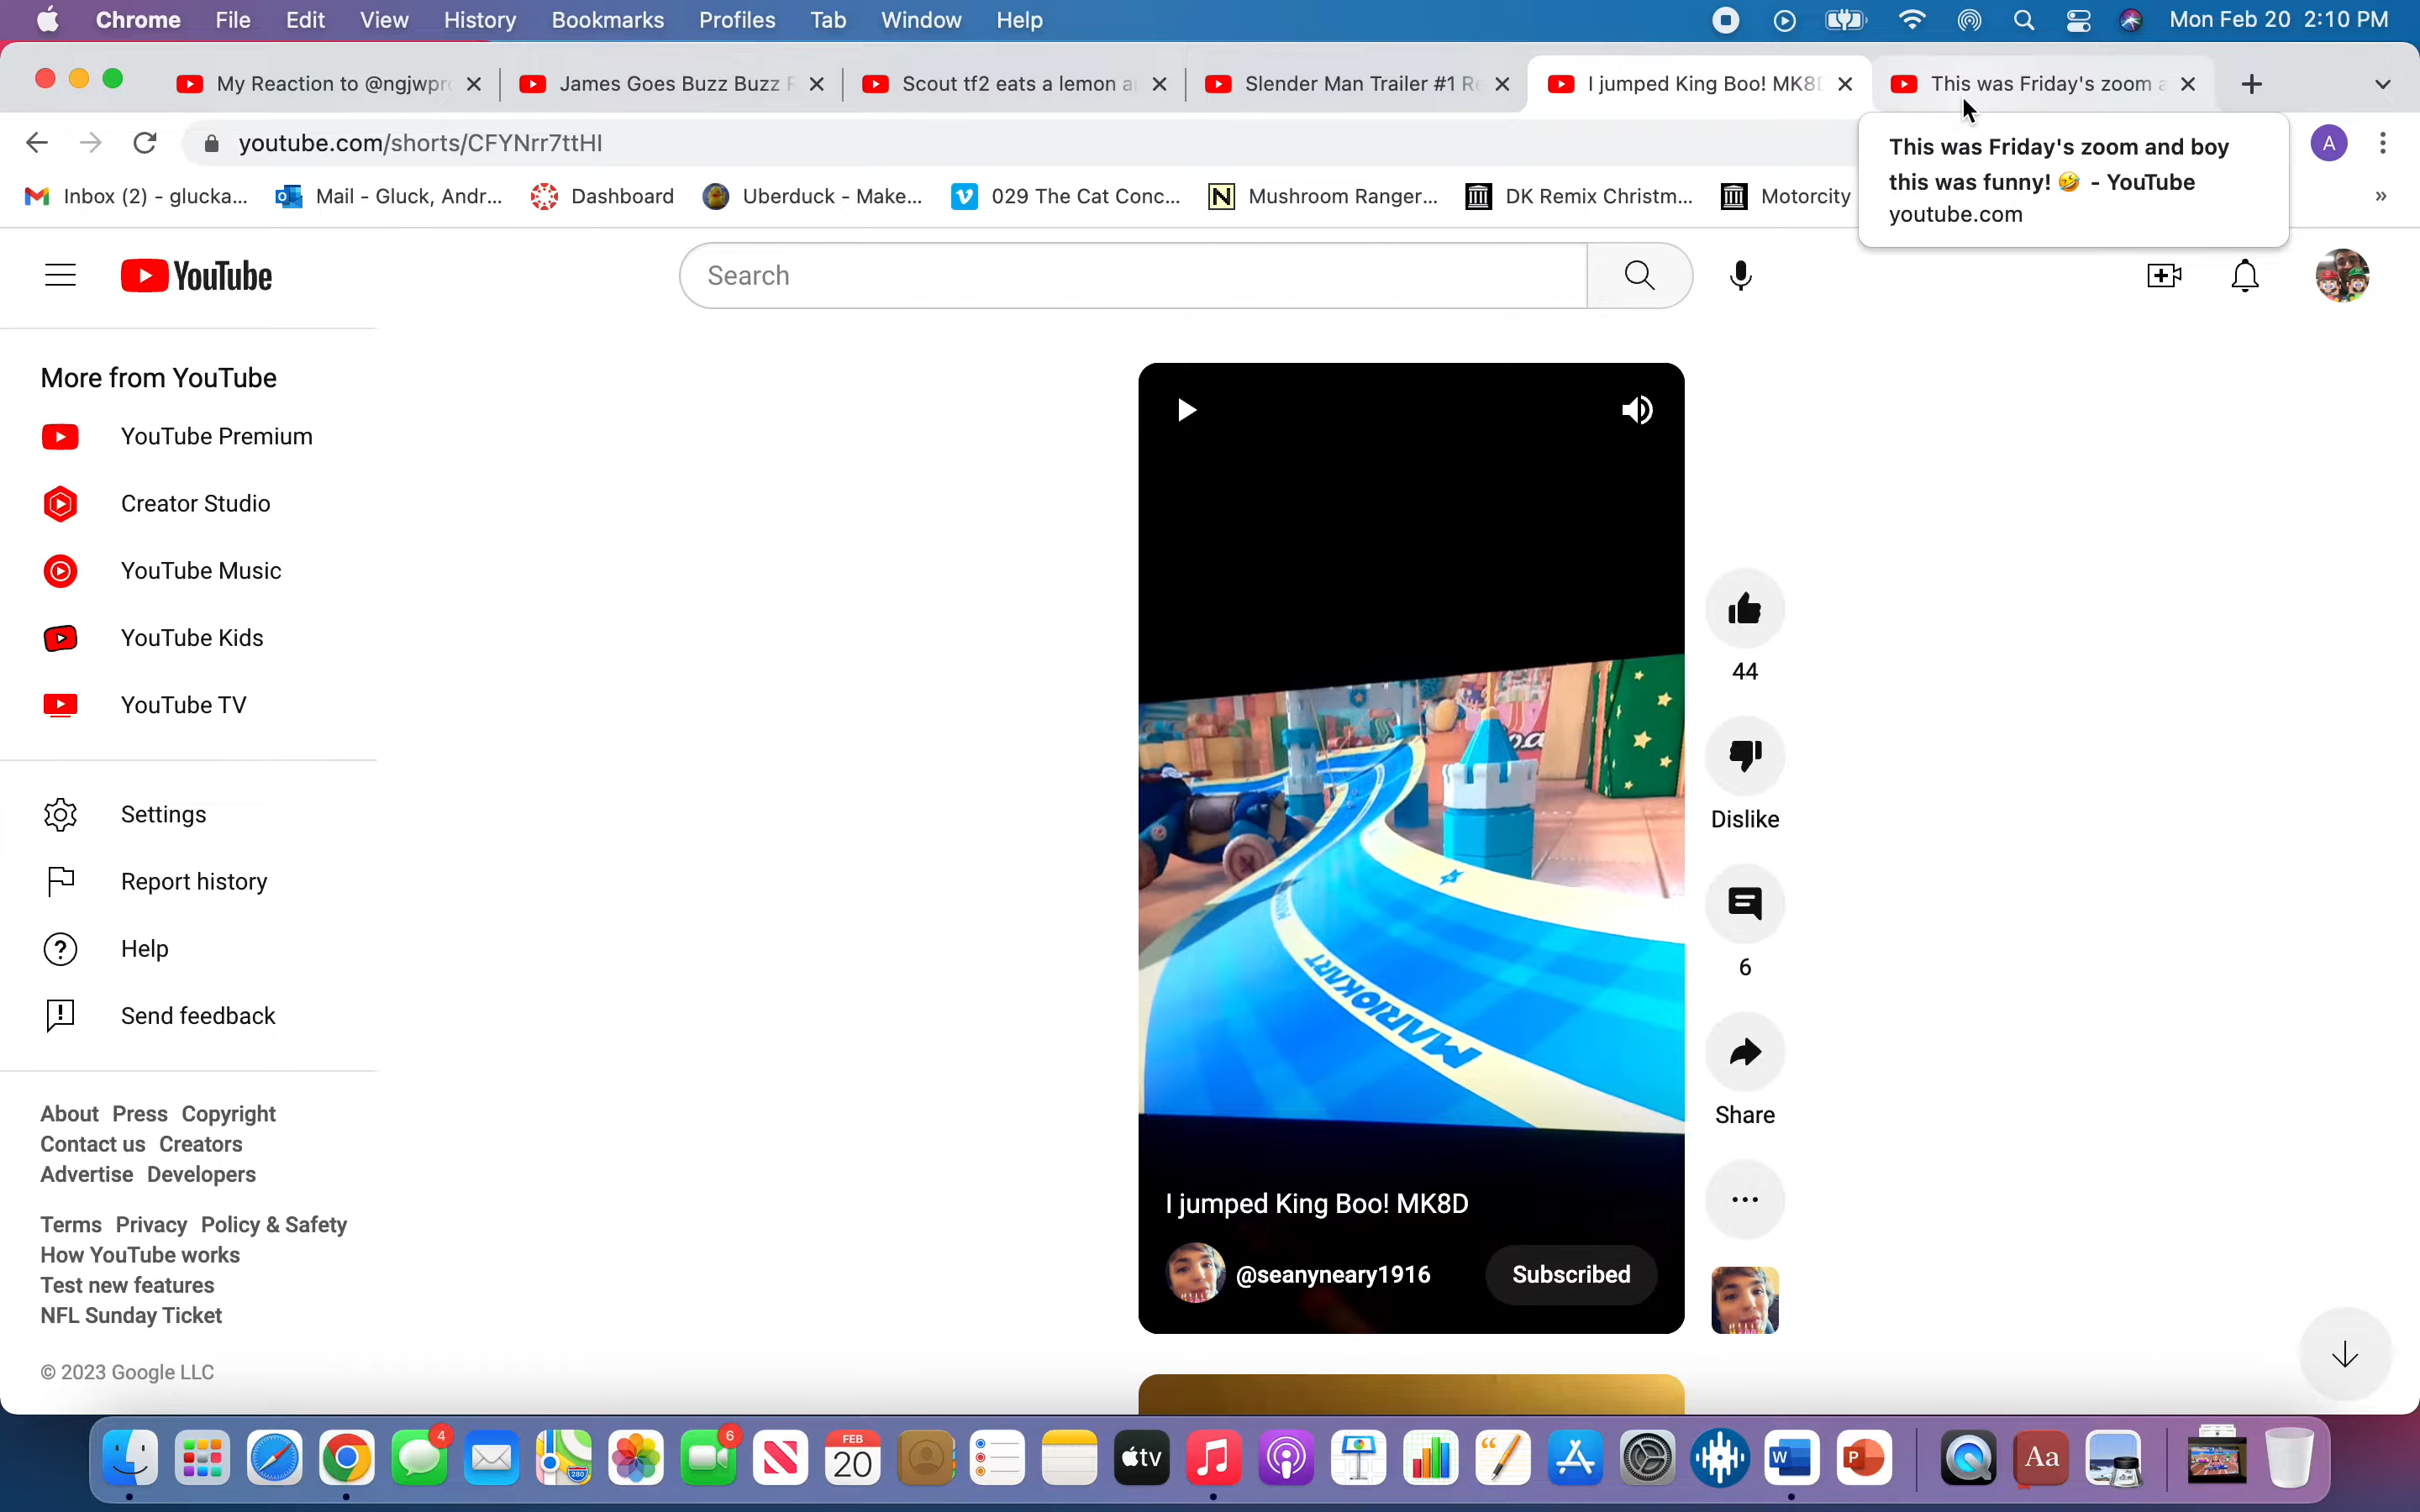 Chrome File Edit View History Bookmarks Profiles Tab Window Help Mon Feb 20 2:10 PM
My Reaction to @ngjwpr James Goes Buzz Buzz Scout tf2 eats a lemon Slender Man Trailer #1 I jumped King Boo! MK8D This was Friday's zoom
youtube.com/shorts/CFYNrr7ttHI A
This was Friday's zoom and boy
this was funny! 🤣 - YouTube
youtube.com
Inbox (2) - glucka... Mail - Gluck, Andr... Dashboard Uberduck - Make... 029 The Cat Conc... Mushroom Ranger... DK Remix Christm... Motorcity »
YouTube Search
More from YouTube
YouTube Premium
Creator Studio
YouTube Music
YouTube Kids
YouTube TV
Settings
Report history
Help
Send feedback
About Press Copyright
Contact us Creators
Advertise Developers
Terms Privacy Policy & Safety
How YouTube works
Test new features
NFL Sunday Ticket
© 2023 Google LLC
MARIOKART
I jumped King Boo! MK8D
@seanyneary1916 Subscribed
44
Dislike
6
Share
4
6
FEB
20
tv
280
W
P
Aa